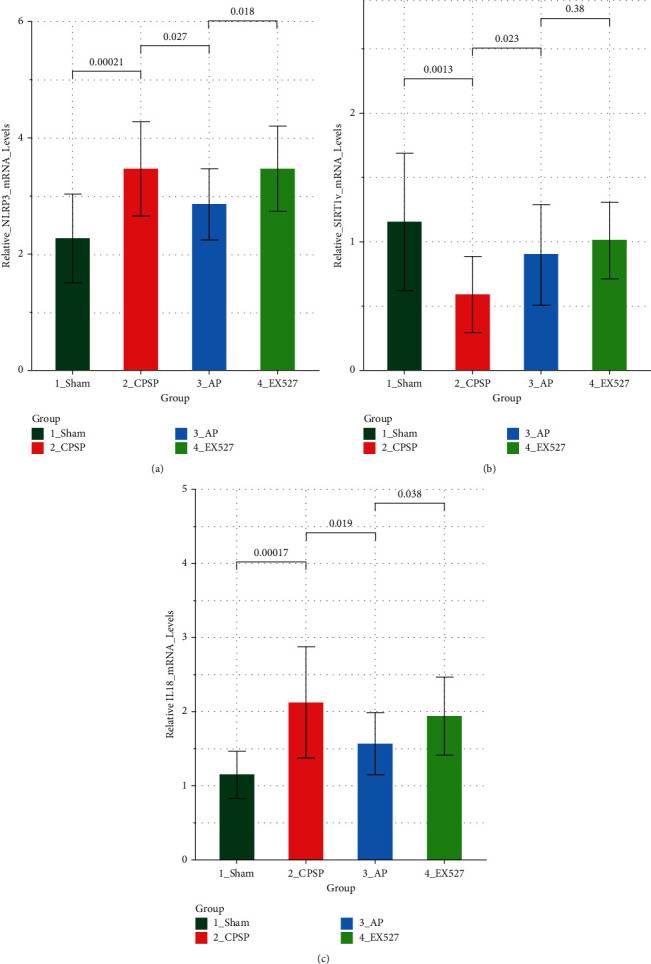 0.018
0.027
0.00021
6
4
2
0
Relative_NLRP3_mRNA_Levels
1_Sham 2_CPSP 3_AP 4_EX527
Group
Group
1_Sham 3_AP
2_CPSP 4_EX527
(a)
0.38
0.023
0.0013
2
1
0
Relative_SIRT1v_mRNA_Levels
1_Sham 2_CPSP 3_AP 4_EX527
Group
Group
1_Sham 3_AP
2_CPSP 4_EX527
(b)
0.038
0.019
0.00017
5
4
3
2
1
0
Relative IL18_mRNA_Levels
1_Sham 2_CPSP 3_AP 4_EX527
Group
Group
1_Sham 3_AP
2_CPSP 4_EX527
(c)